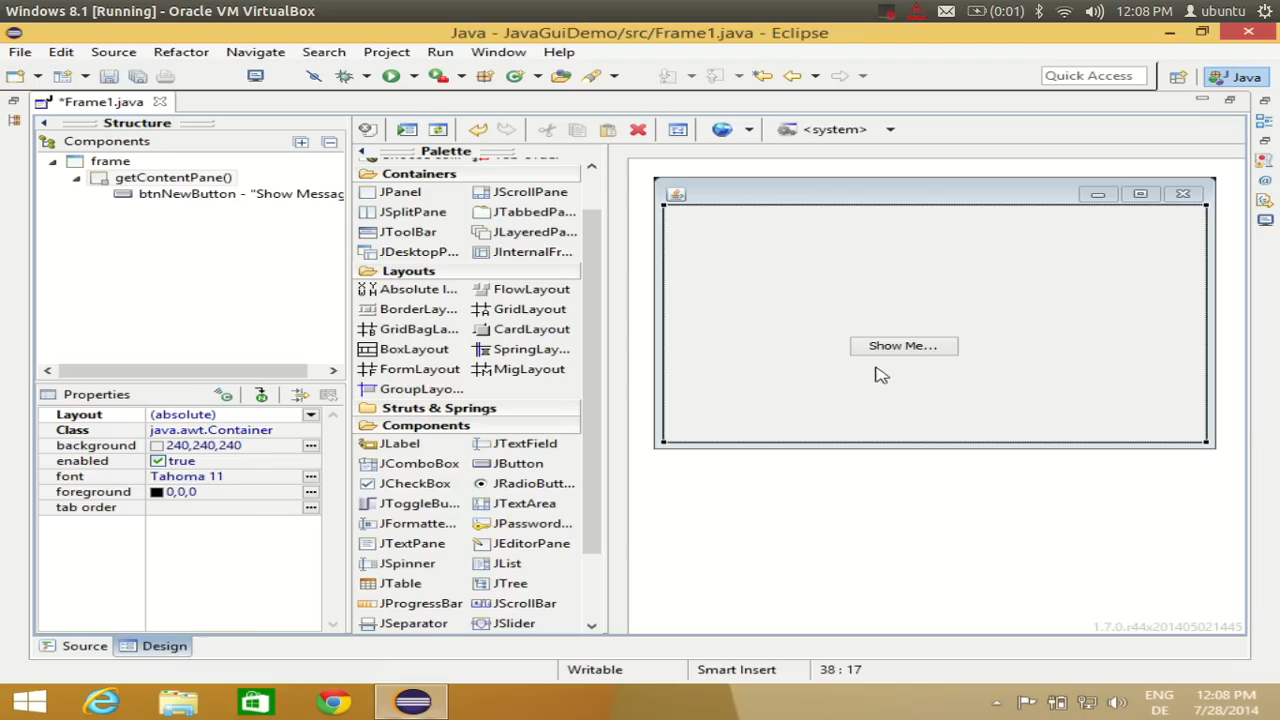 Windows 8.1 [Running] - Oracle VM VirtualBox
(0:01)
12:08 PM
ubuntu
Java - JavaGuiDemo/src/Frame1.java - Eclipse
File Edit Source Refactor Navigate Search Project Run Window Help
Quick Access
Java
*Frame1.java
Structure
Components
frame
getContentPane()
btnNewButton - "Show Messag
Properties
Layout (absolute)
Class java.awt.Container
background 240,240,240
enabled true
font Tahoma 11
foreground 0,0,0
tab order
<system>
Palette
Containers
JPanel JScrollPane
JSplitPane JTabbedPa...
JToolBar JLayeredPa...
JDesktopP... JInternalFr...
Layouts
Absolute l... FlowLayout
BorderLay... GridLayout
GridBagLa... CardLayout
BoxLayout SpringLay...
FormLayout MigLayout
GroupLayo...
Struts & Springs
Components
JLabel JTextField
JComboBox JButton
JCheckBox JRadioButt...
JToggleBu... JTextArea
JFormatte... JPassword...
JTextPane JEditorPane
JSpinner JList
JTable JTree
JProgressBar JScrollBar
JSeparator JSlider
Show Me...
1.7.0.r44x201405021445
Source Design
Writable Smart Insert 38 : 17
ENG
DE
12:08 PM
7/28/2014